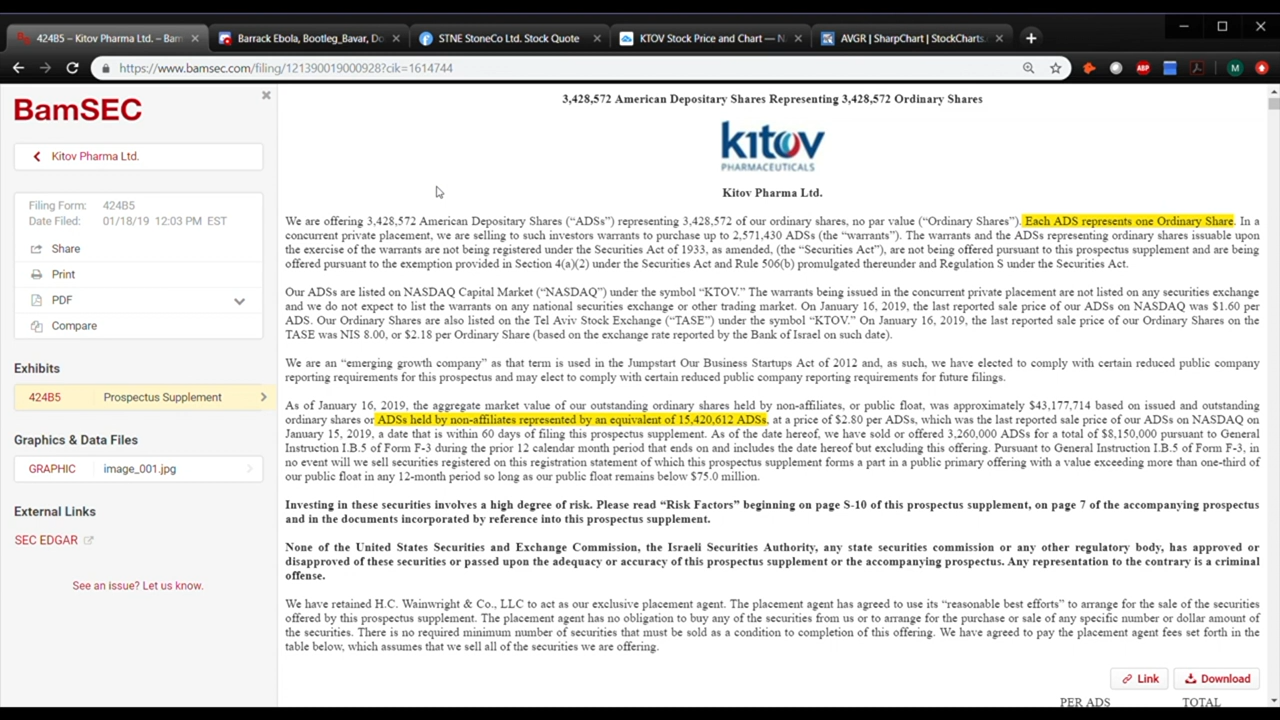 424B5 – Kitov Pharma Ltd. – Bam
Barrack Ebola, Bootleg_Bavar, Do
STNE StoneCo Ltd. Stock Quote
KTOV Stock Price and Chart — N
AVGR | SharpChart | StockCharts.
https://www.bamsec.com/filing/121390019000928?cik=1614744
ABP
M
BamSEC
Kitov Pharma Ltd.
Filing Form: 424B5
Date Filed: 01/18/19 12:03 PM EST
Share
Print
PDF
Compare
Exhibits
424B5 Prospectus Supplement
Graphics & Data Files
GRAPHIC image_001.jpg
External Links
SEC EDGAR
See an issue? Let us know.
3,428,572 American Depositary Shares Representing 3,428,572 Ordinary Shares
kıtov
PHARMACEUTICALS
Kitov Pharma Ltd.
We are offering 3,428,572 American Depositary Shares (“ADSs”) representing 3,428,572 of our ordinary shares, no par value (“Ordinary Shares”). Each ADS represents one Ordinary Share. In a
concurrent private placement, we are selling to such investors warrants to purchase up to 2,571,430 ADSs (the “warrants”). The warrants and the ADSs representing ordinary shares issuable upon
the exercise of the warrants are not being registered under the Securities Act of 1933, as amended, (the “Securities Act”), are not being offered pursuant to this prospectus supplement and are being
offered pursuant to the exemption provided in Section 4(a)(2) under the Securities Act and Rule 506(b) promulgated thereunder and Regulation S under the Securities Act.
Our ADSs are listed on NASDAQ Capital Market (“NASDAQ”) under the symbol “KTOV.” The warrants being issued in the concurrent private placement are not listed on any securities exchange
and we do not expect to list the warrants on any national securities exchange or other trading market. On January 16, 2019, the last reported sale price of our ADSs on NASDAQ was $1.60 per
ADS. Our Ordinary Shares are also listed on the Tel Aviv Stock Exchange (“TASE”) under the symbol “KTOV.” On January 16, 2019, the last reported sale price of our Ordinary Shares on the
TASE was NIS 8.00, or $2.18 per Ordinary Share (based on the exchange rate reported by the Bank of Israel on such date).
We are an “emerging growth company” as that term is used in the Jumpstart Our Business Startups Act of 2012 and, as such, we have elected to comply with certain reduced public company
reporting requirements for this prospectus and may elect to comply with certain reduced public company reporting requirements for future filings.
As of January 16, 2019, the aggregate market value of our outstanding ordinary shares held by non-affiliates, or public float, was approximately $43,177,714 based on issued and outstanding
ordinary shares or ADSs held by non-affiliates represented by an equivalent of 15,420,612 ADSs, at a price of $2.80 per ADSs, which was the last reported sale price of our ADSs on NASDAQ on
January 15, 2019, a date that is within 60 days of filing this prospectus supplement. As of the date hereof, we have sold or offered 3,260,000 ADSs for a total of $8,150,000 pursuant to General
Instruction I.B.5 of Form F-3 during the prior 12 calendar month period that ends on and includes the date hereof but excluding this offering. Pursuant to General Instruction I.B.5 of Form F-3, in
no event will we sell securities registered on this registration statement of which this prospectus supplement forms a part in a public primary offering with a value exceeding more than one-third of
our public float in any 12-month period so long as our public float remains below $75.0 million.
Investing in these securities involves a high degree of risk. Please read “Risk Factors” beginning on page S-10 of this prospectus supplement, on page 7 of the accompanying prospectus
and in the documents incorporated by reference into this prospectus supplement.
None of the United States Securities and Exchange Commission, the Israeli Securities Authority, any state securities commission or any other regulatory body, has approved or
disapproved of these securities or passed upon the adequacy or accuracy of this prospectus supplement or the accompanying prospectus. Any representation to the contrary is a criminal
offense.
We have retained H.C. Wainwright & Co., LLC to act as our exclusive placement agent. The placement agent has agreed to use its “reasonable best efforts” to arrange for the sale of the securities
offered by this prospectus supplement. The placement agent has no obligation to buy any of the securities from us or to arrange for the purchase or sale of any specific number or dollar amount of
the securities. There is no required minimum number of securities that must be sold as a condition to completion of this offering. We have agreed to pay the placement agent fees set forth in the
table below, which assumes that we sell all of the securities we are offering.
Link
Download
PER ADS TOTAL